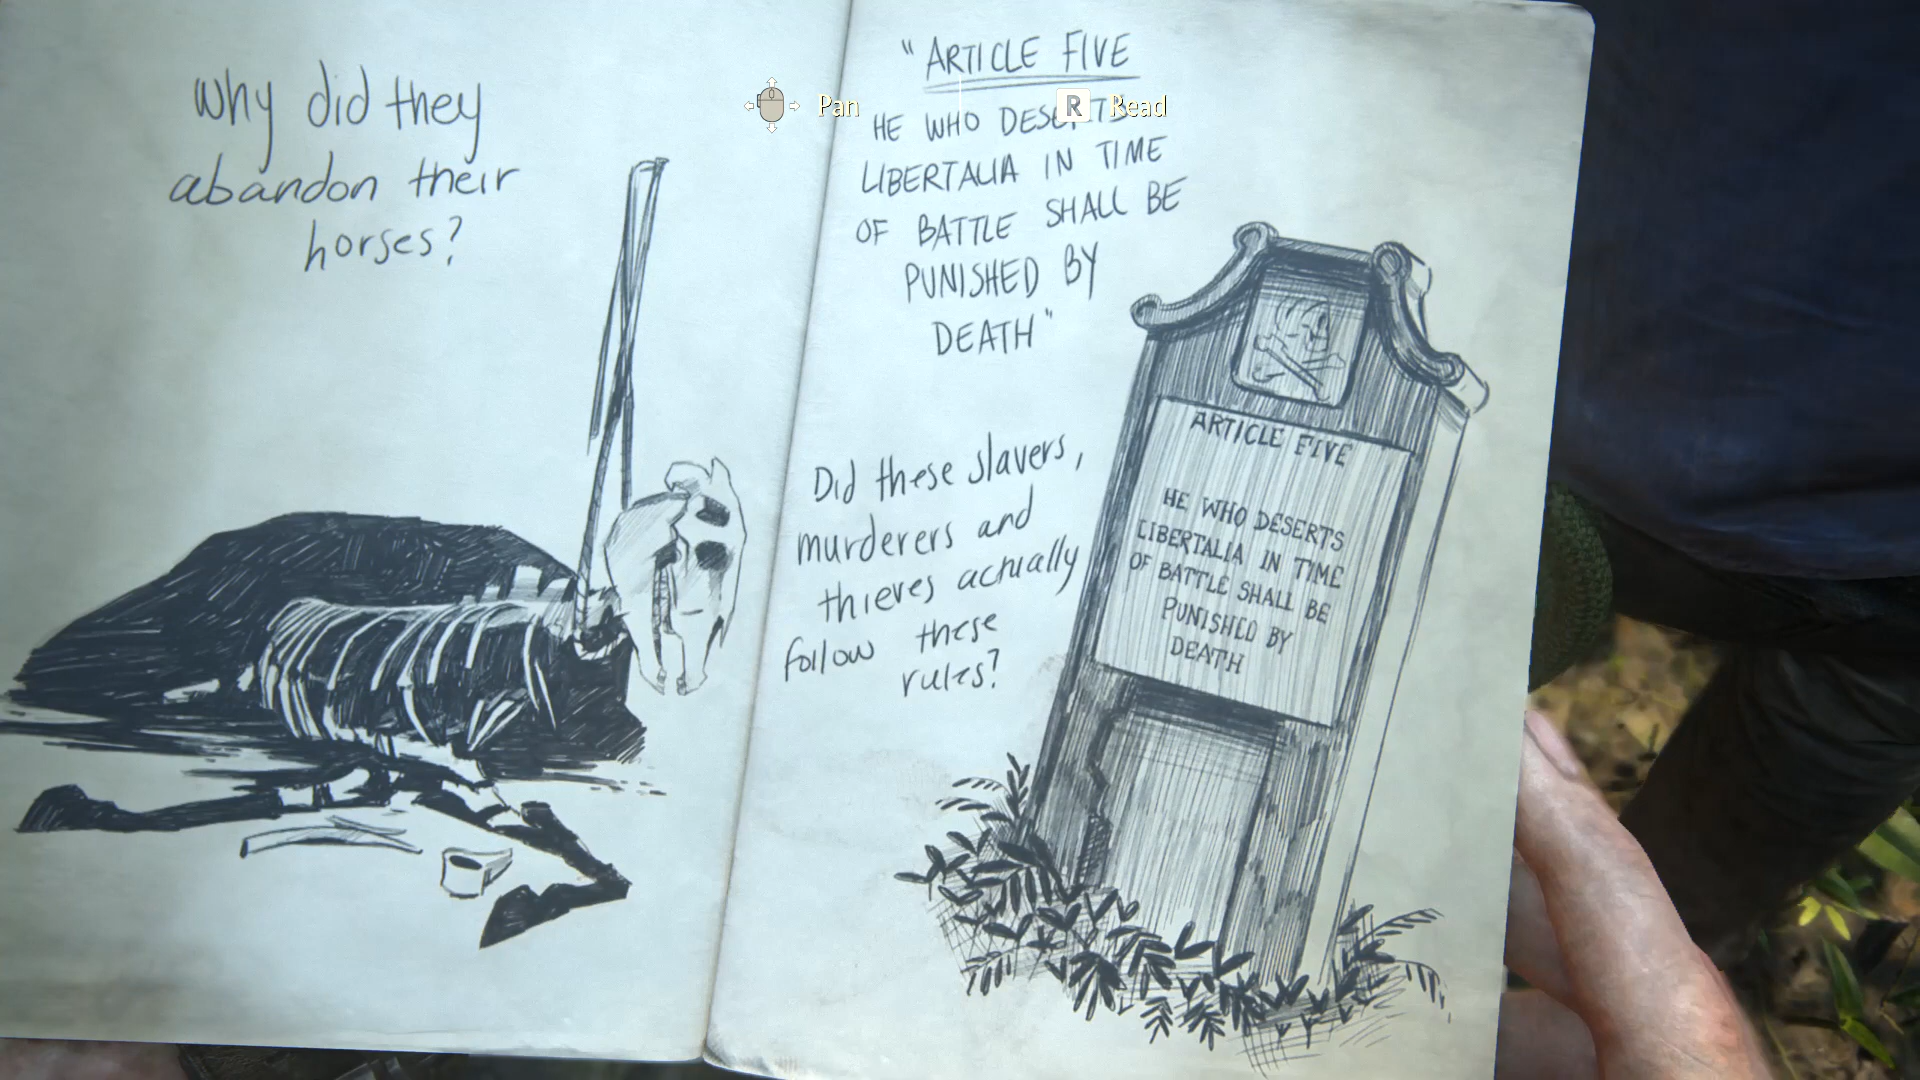 Why did they
abandon their
horses?
Pan
R Read
"ARTICLE FIVE
HE WHO DESERTS
LIBERTALIA IN TIME
OF BATTLE SHALL BE
PUNISHED BY
DEATH"
Did these slavers,
murderers and
thieves actually
follow these
rules?
ARTICLE FIVE
HE WHO DESERTS
LIBERTALIA IN TIME
OF BATTLE SHALL BE
PUNISHED BY
DEATH